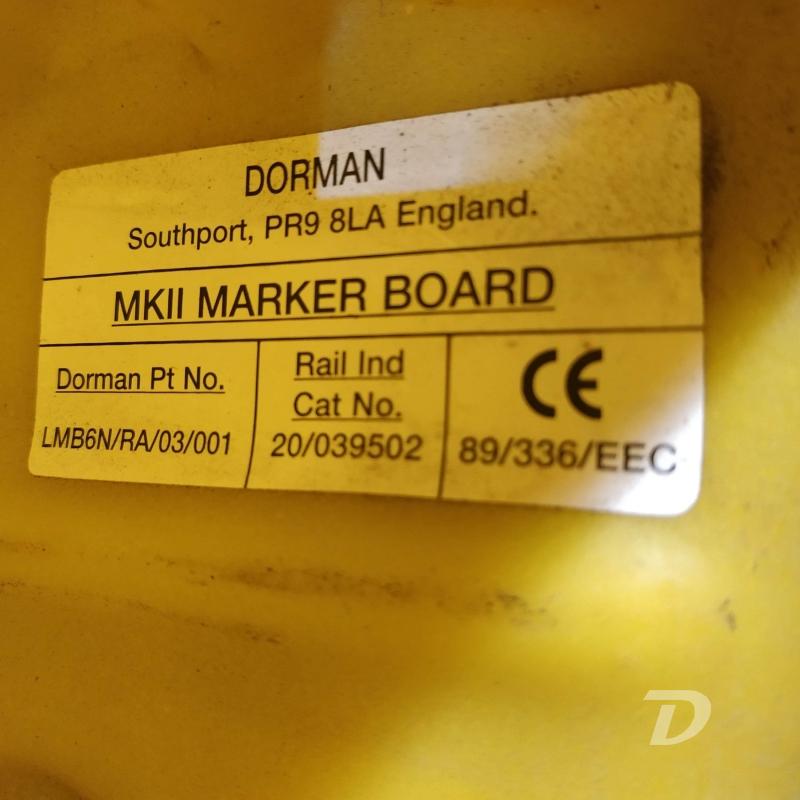 DORMAN
Southport, PR9 8LA England.
MKII MARKER BOARD
Dorman Pt No.
LMB6N/RA/03/001
Rail Ind
Cat No.
20/039502
CE
89/336/EEC
D